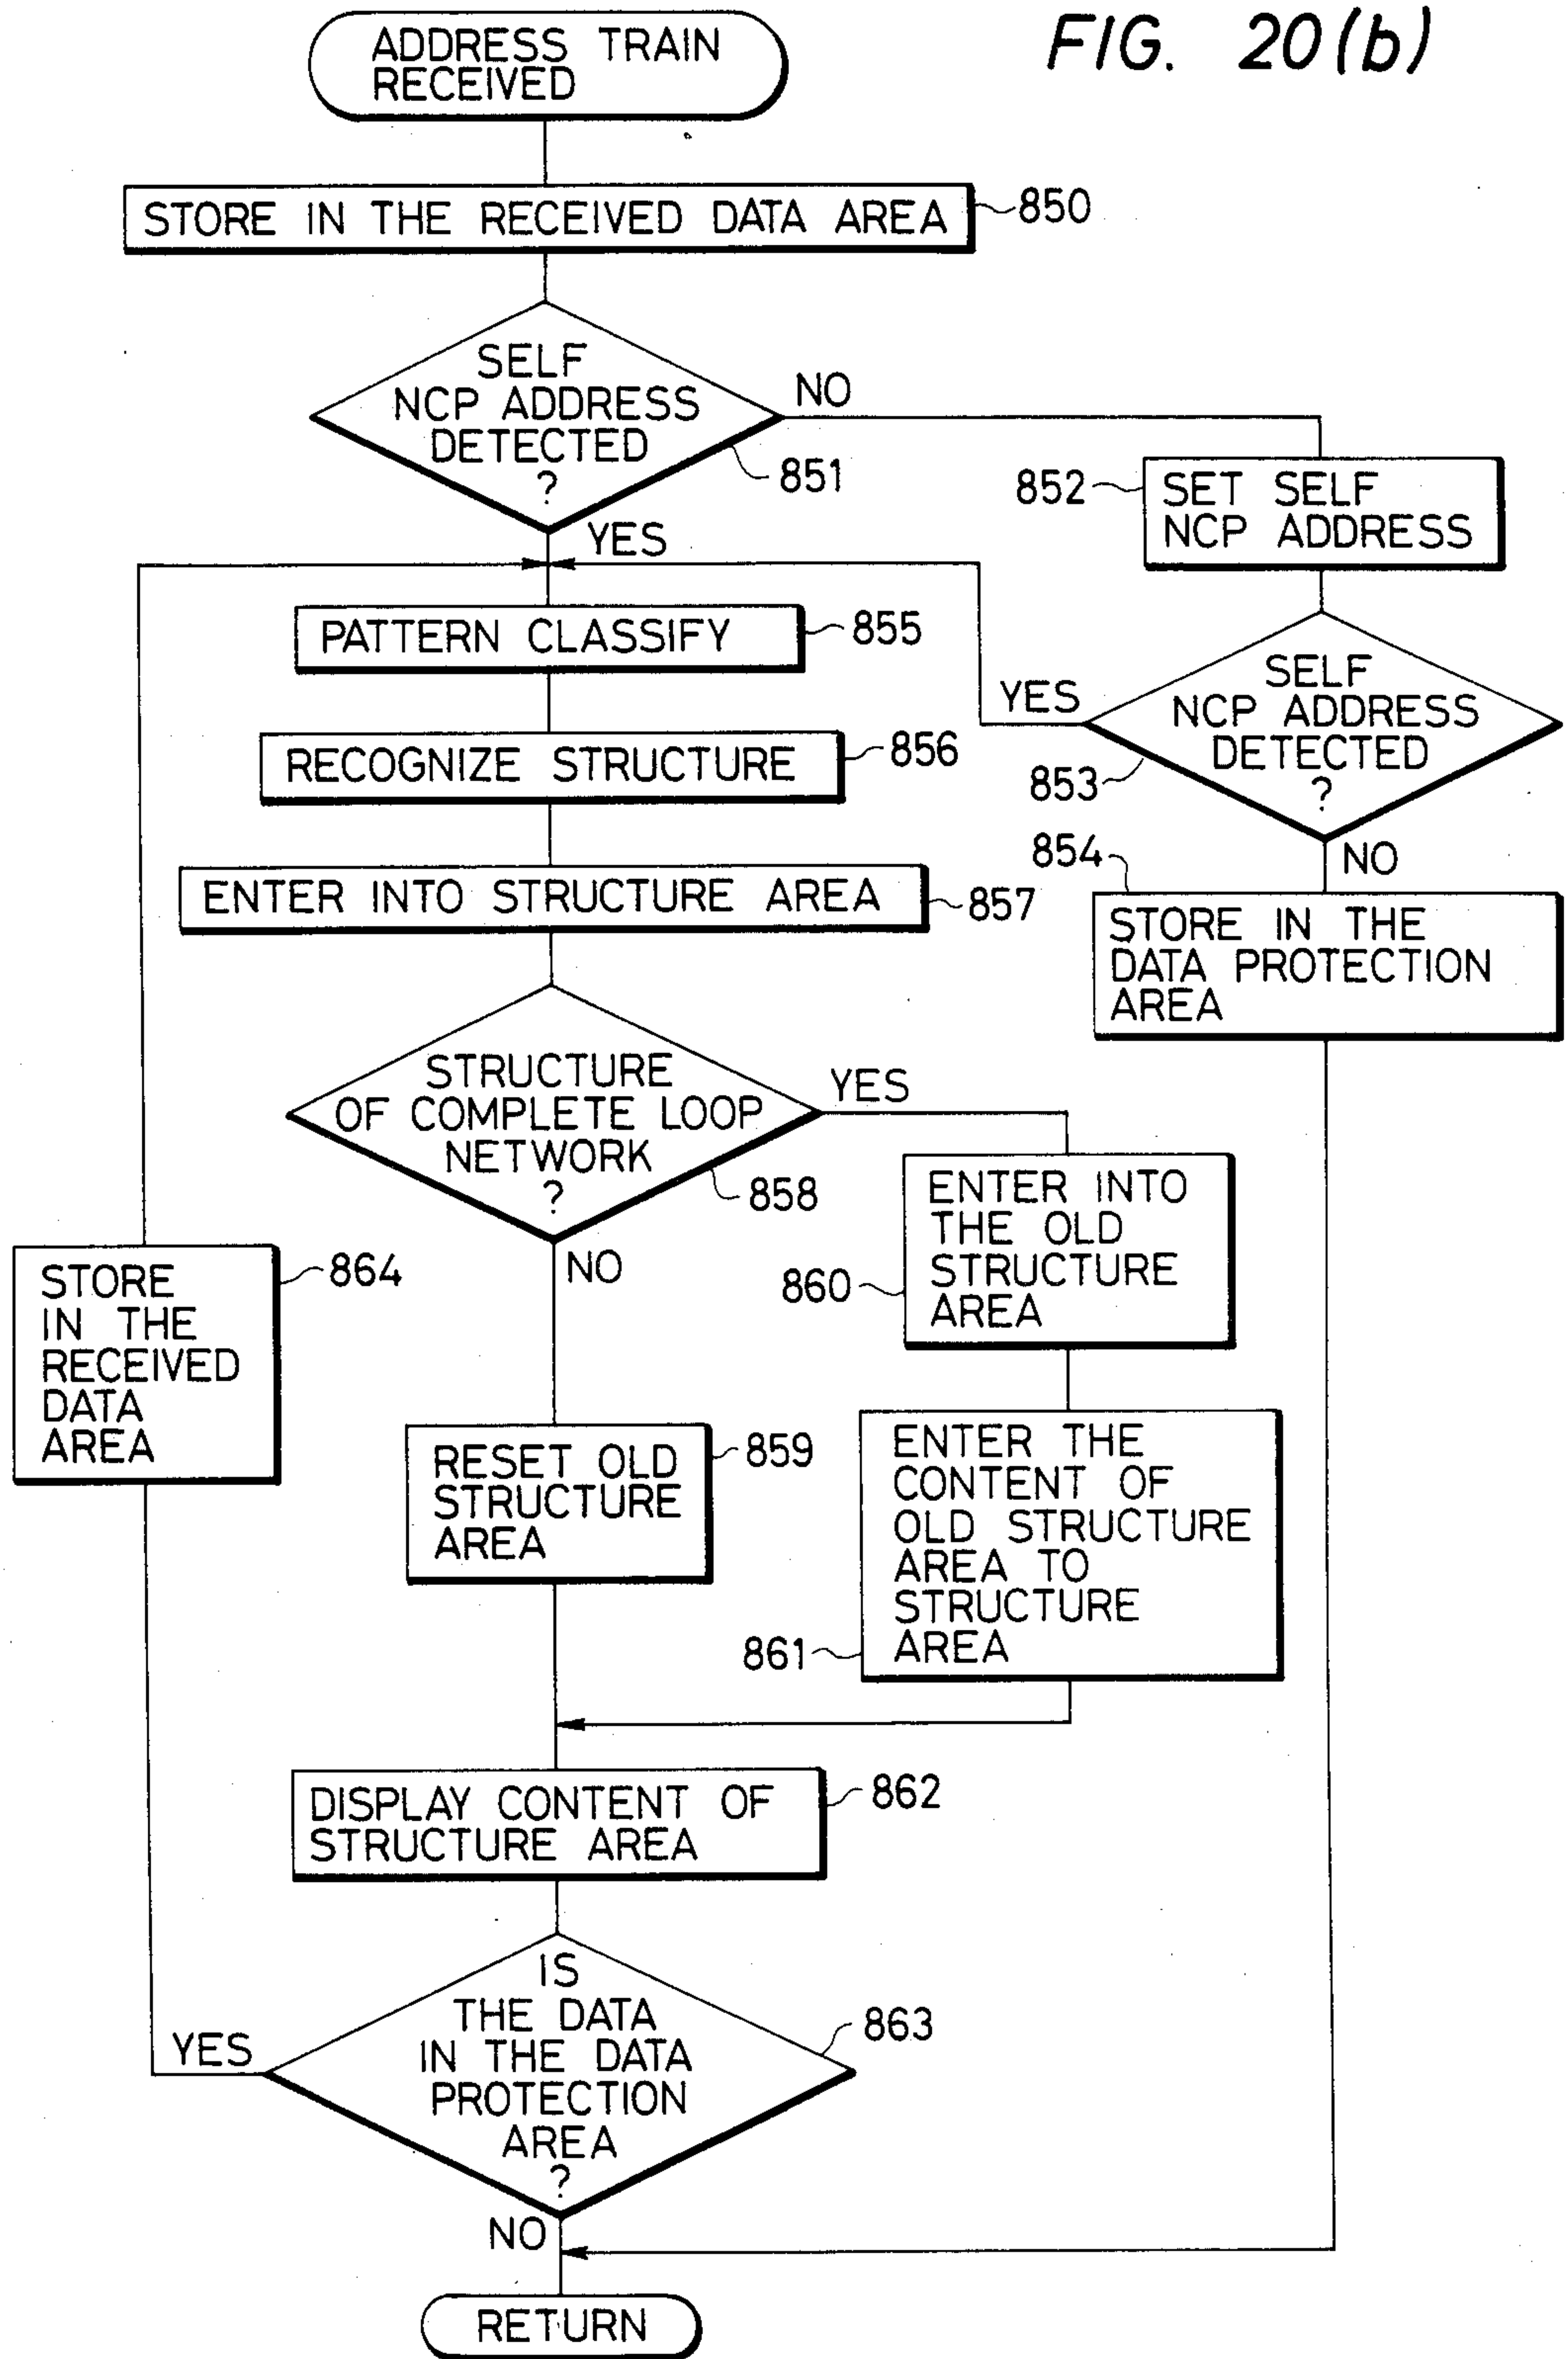 FIG. 20(b)
ADDRESS TRAIN
RECEIVED
STORE IN THE RECEIVED DATA AREA
850
SELF
NCP ADDRESS
DETECTED
?
851
NO
YES
852
SET SELF
NCP ADDRESS
SELF
NCP ADDRESS
DETECTED
?
853
YES
NO
854
STORE IN THE
DATA PROTECTION
AREA
PATTERN CLASSIFY
855
RECOGNIZE STRUCTURE
856
ENTER INTO STRUCTURE AREA
857
STRUCTURE
OF COMPLETE LOOP
NETWORK
?
858
YES
NO
860
ENTER INTO
THE OLD
STRUCTURE
AREA
864
STORE
IN THE
RECEIVED
DATA
AREA
859
RESET OLD
STRUCTURE
AREA
861
ENTER THE
CONTENT OF
OLD STRUCTURE
AREA TO
STRUCTURE
AREA
DISPLAY CONTENT OF
STRUCTURE AREA
862
IS
THE DATA
IN THE DATA
PROTECTION
AREA
?
863
YES
NO
RETURN